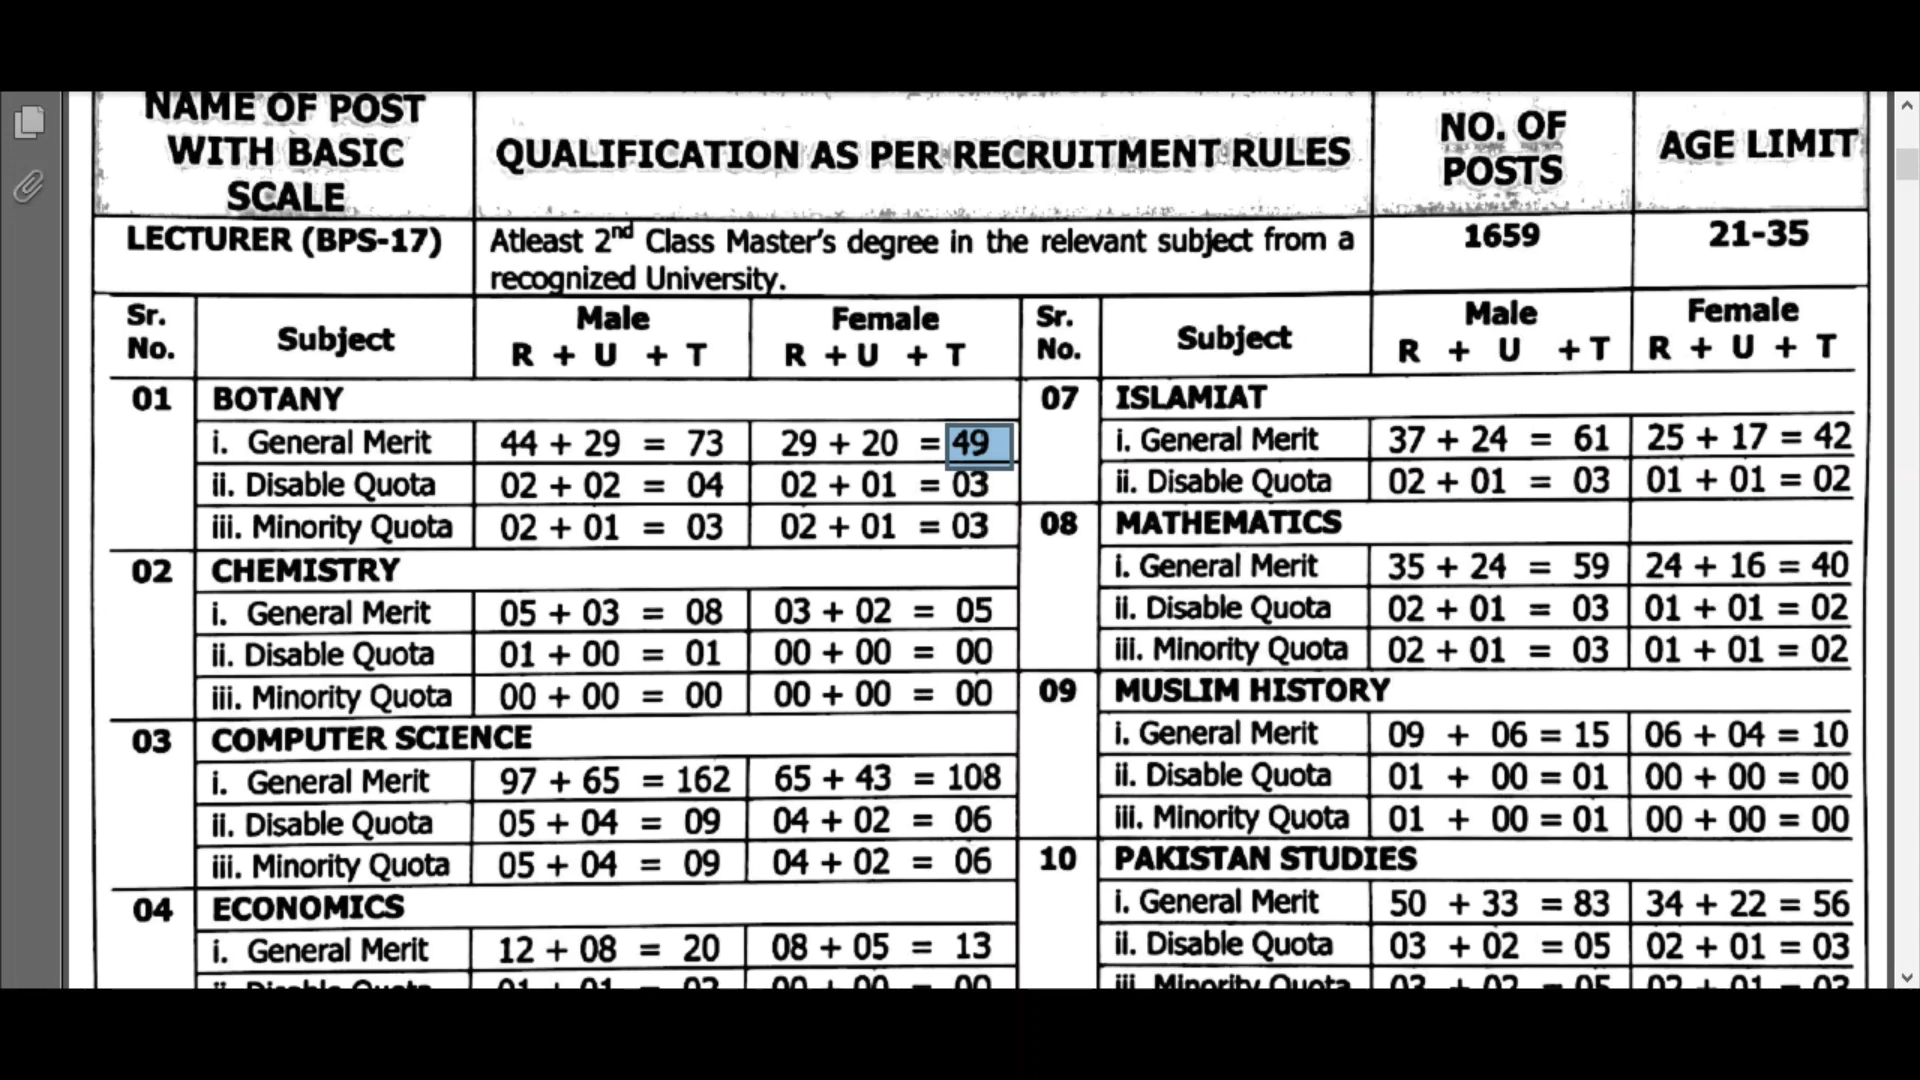 NAME OF POST WITH BASIC SCALE
QUALIFICATION AS PER RECRUITMENT RULES
NO. OF POSTS
AGE LIMIT
LECTURER (BPS-17)
Atleast 2nd Class Master's degree in the relevant subject from a
recognized University.
1659
21-35
Sr. No.
Subject
Male
R + U + T
Female
R + U + T
01 BOTANY
i. General Merit 44 + 29 = 73 29 + 20 = 49
ii. Disable Quota 02 + 02 = 04 02 + 01 = 03
iii. Minority Quota 02 + 01 = 03 02 + 01 = 03
02 CHEMISTRY
i. General Merit 05 + 03 = 08 03 + 02 = 05
ii. Disable Quota 01 + 00 = 01 00 + 00 = 00
iii. Minority Quota 00 + 00 = 00 00 + 00 = 00
03 COMPUTER SCIENCE
i. General Merit 97 + 65 = 162 65 + 43 = 108
ii. Disable Quota 05 + 04 = 09 04 + 02 = 06
iii. Minority Quota 05 + 04 = 09 04 + 02 = 06
04 ECONOMICS
i. General Merit 12 + 08 = 20 08 + 05 = 13
Sr. No.
Subject
Male
R + U + T
Female
R + U + T
07 ISLAMIAT
i. General Merit 37 + 24 = 61 25 + 17 = 42
ii. Disable Quota 02 + 01 = 03 01 + 01 = 02
08 MATHEMATICS
i. General Merit 35 + 24 = 59 24 + 16 = 40
ii. Disable Quota 02 + 01 = 03 01 + 01 = 02
iii. Minority Quota 02 + 01 = 03 01 + 01 = 02
09 MUSLIM HISTORY
i. General Merit 09 + 06 = 15 06 + 04 = 10
ii. Disable Quota 01 + 00 = 01 00 + 00 = 00
iii. Minority Quota 01 + 00 = 01 00 + 00 = 00
10 PAKISTAN STUDIES
i. General Merit 50 + 33 = 83 34 + 22 = 56
ii. Disable Quota 03 + 02 = 05 02 + 01 = 03
iii. Minority Quota